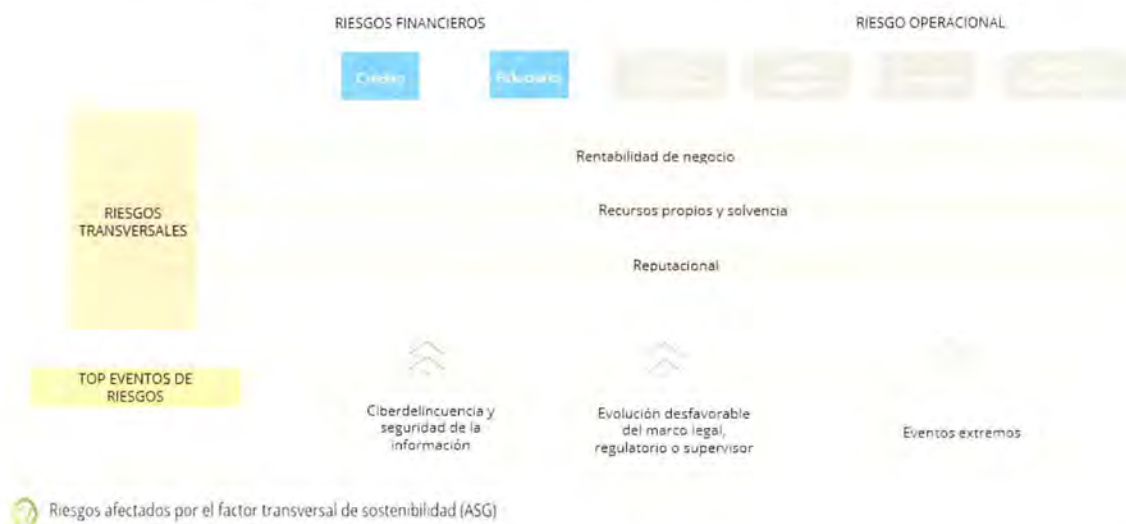 RIESGOS FINANCIEROS
RIESGO OPERACIONAL
Crédito
Fiduciario
Rentabilidad de negocio
RIESGOS
TRANSVERSALES
Recursos propios y solvencia
Reputacional
TOP EVENTOS DE
RIESGOS
Ciberdelincuencia y
seguridad de la
información
Evolución desfavorable
del marco legal,
regulatorio o supervisor
Eventos extremos
Riesgos afectados por el factor transversal de sostenibilidad (ASG)